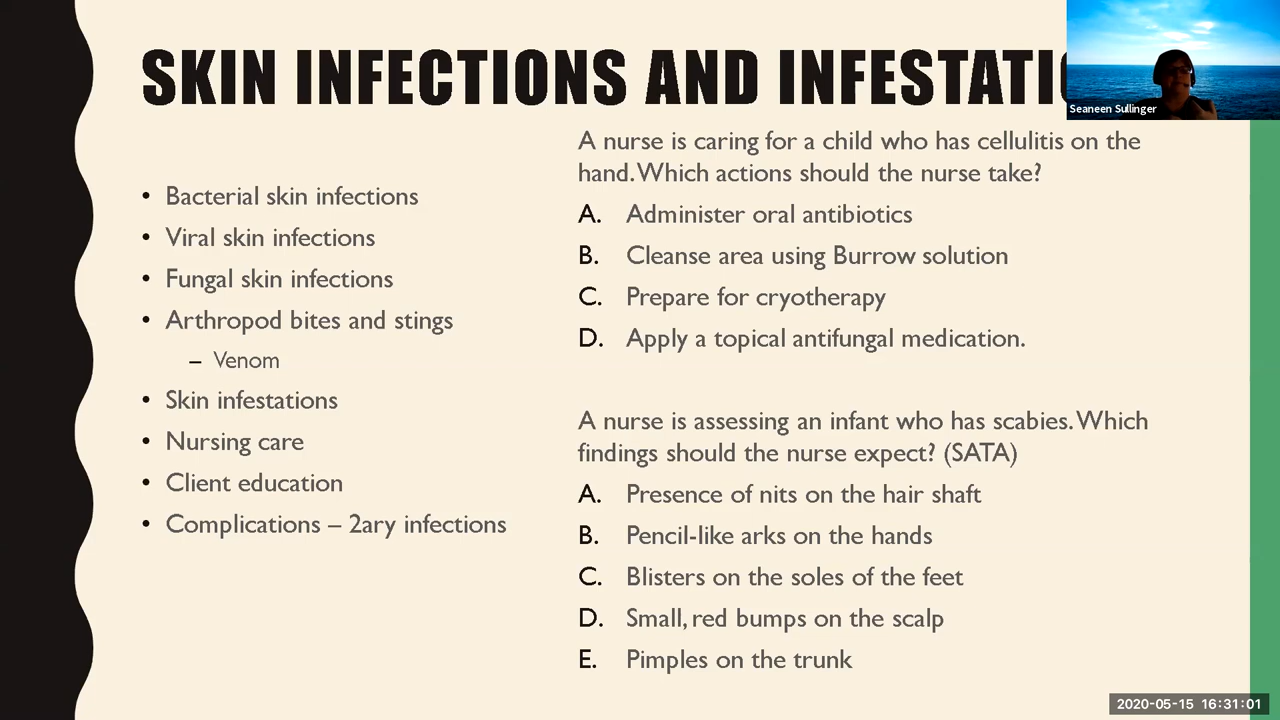 SKIN INFECTIONS AND
Seaneen Sullinger
• Bacterial skin infections
• Viral skin infections
• Fungal skin infections
• Arthropod bites and stings
– Venom
• Skin infestations
• Nursing care
• Client education
• Complications – 2ary infections
A nurse is caring for a child who has cellulitis on the
hand. Which actions should the nurse take?
A. Administer oral antibiotics
B. Cleanse area using Burrow solution
C. Prepare for cryotherapy
D. Apply a topical antifungal medication.
A nurse is assessing an infant who has scabies. Which
findings should the nurse expect? (SATA)
A. Presence of nits on the hair shaft
B. Pencil-like arks on the hands
C. Blisters on the soles of the feet
D. Small, red bumps on the scalp
E. Pimples on the trunk
2020-05-15 16:31:01